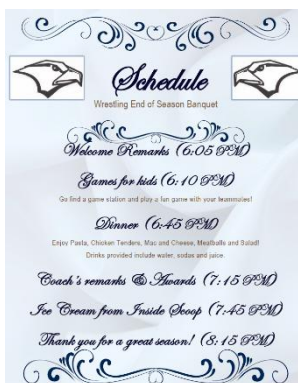 Schedule
Wrestling End of Season Banquet
Welcome Remarks (6:05 PM)
Games for kids (6:10 PM)
Go find a game station and play a fun game with your teammates!
Dinner (6:45 PM)
Enjoy Pasta, Chicken Tenders, Mac and Cheese, Meatballs and Salad!
Drinks provided include water, sodas and juice.
Coach's remarks & Awards (7:15 PM)
Ice Cream from Inside Scoop (7:45 PM)
Thank you for a great season! (8:15 PM)